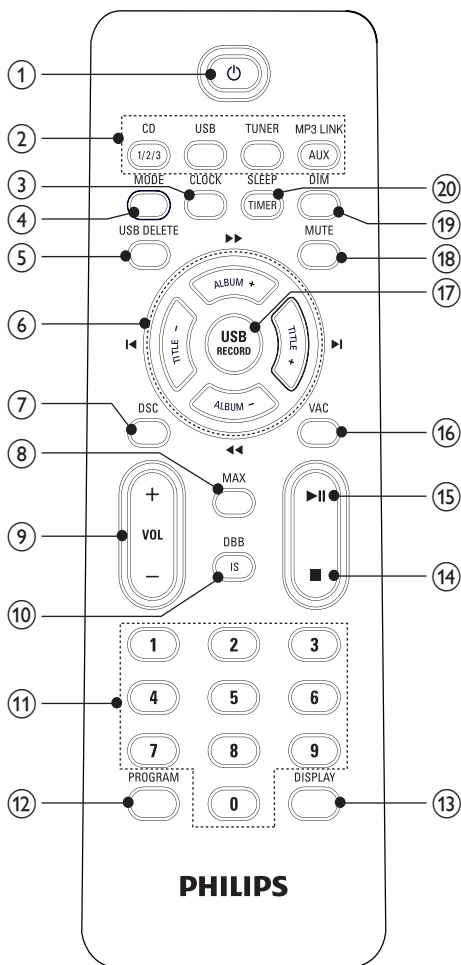 1
2
CD USB TUNER MP3 LINK
1/2/3 AUX
3
MODE CLOCK SLEEP DIM
TIMER
20
4
19
USB DELETE MUTE
5
18
ALBUM +
17
6
TITLE −
USB
RECORD
TITLE +
ALBUM −
7
DSC VAC
16
8
MAX
15
+
9
VOL
DBB
−
IS
14
10
1 2 3
11
4 5 6
7 8 9
PROGRAM DISPLAY
12
0
13
PHILIPS